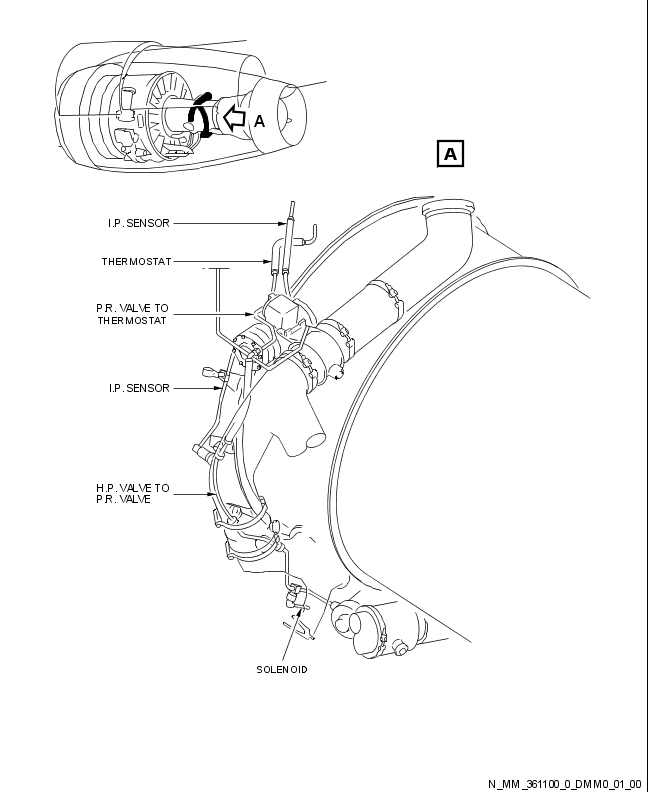 A
A
I.P. SENSOR
THERMOSTAT
P.R. VALVE TO
THERMOSTAT
I.P. SENSOR
H.P. VALVE TO
P.R. VALVE
SOLENOID
N_MM_361100_0_DMM0_01_00